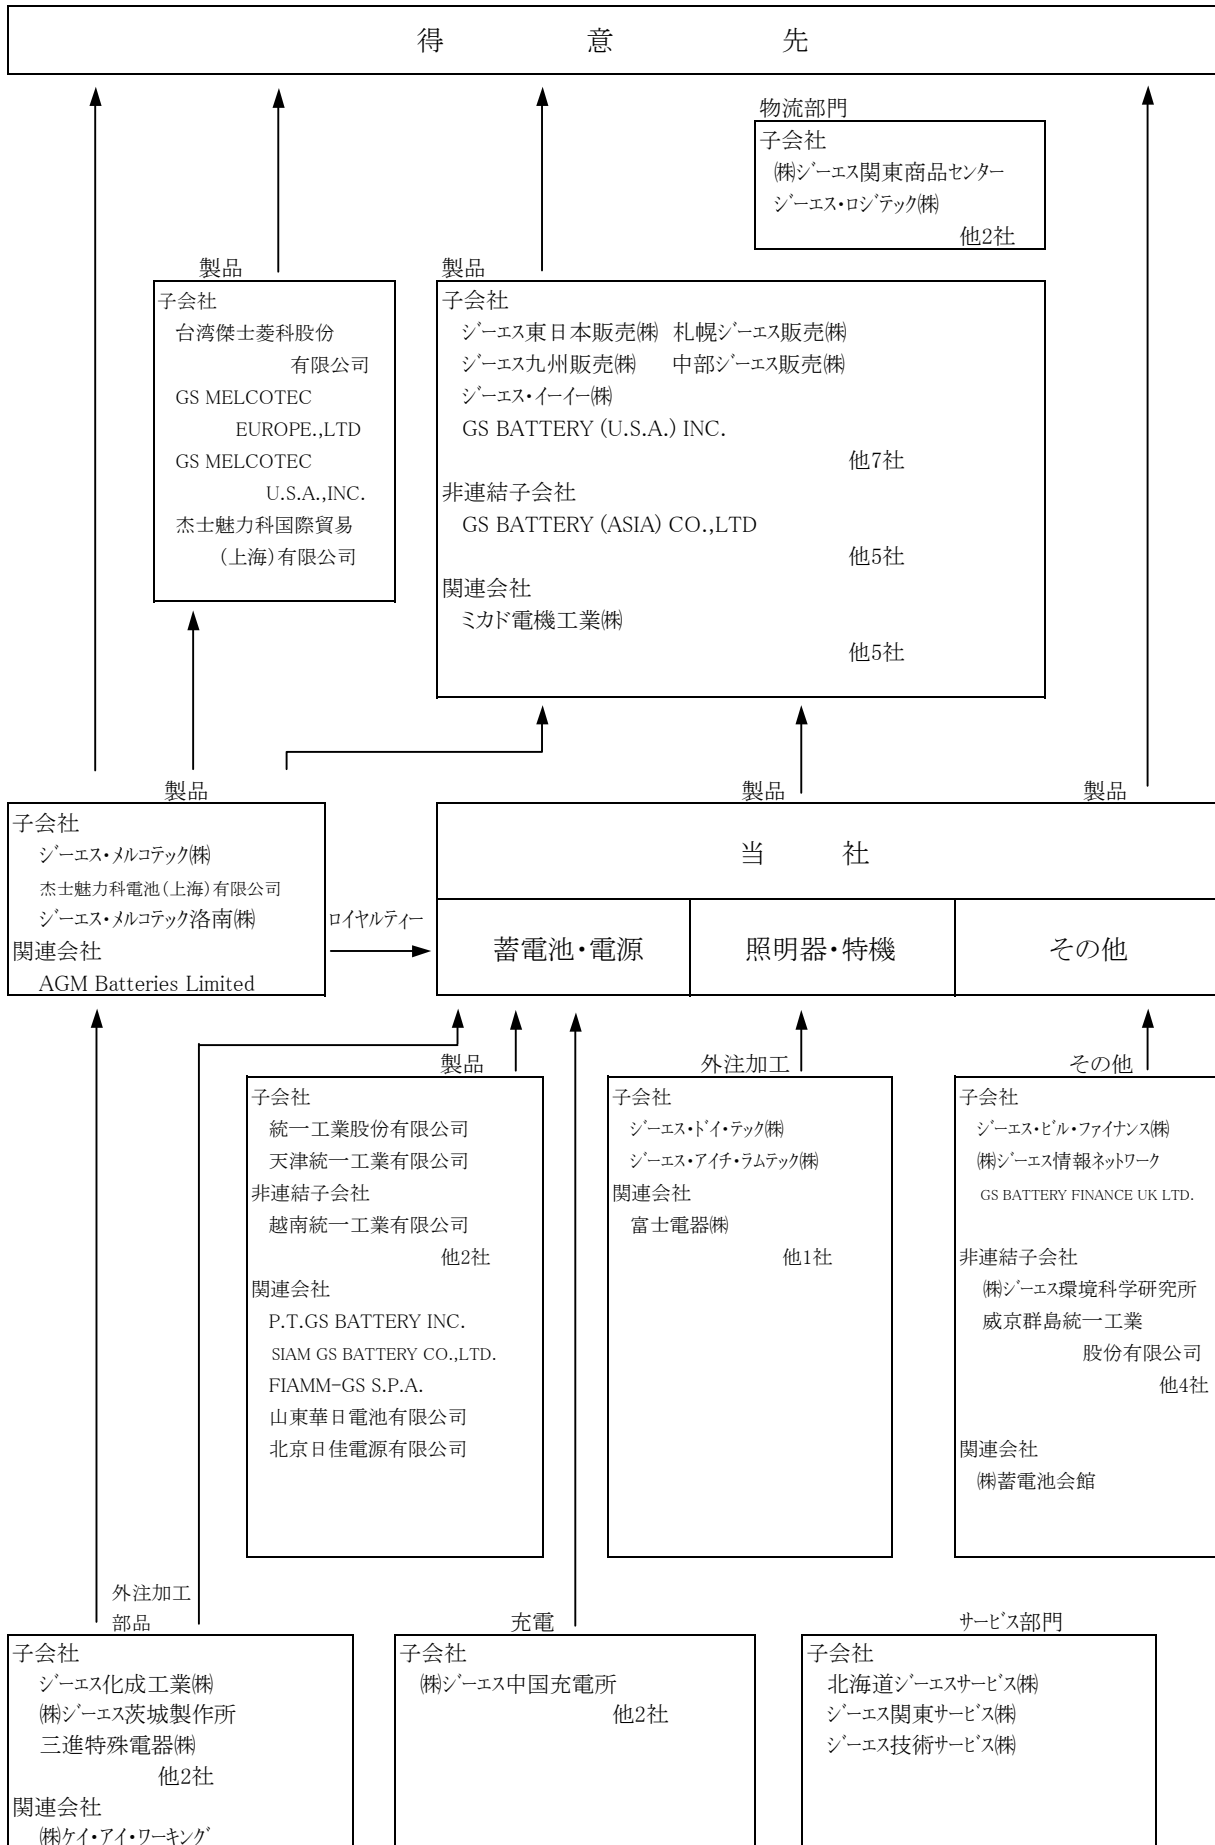 得 意 先
物流部門
子会社
㈱ジーエス関東商品センター
ジーエス・ロジテック㈱
他2社
製品
子会社
台湾傑士菱科股份
有限公司
GS MELCOTEC
EUROPE.,LTD
GS MELCOTEC
U.S.A.,INC.
杰士魅力科国際貿易
(上海)有限公司
製品
子会社
ジーエス東日本販売㈱ 札幌ジーエス販売㈱
ジーエス九州販売㈱ 中部ジーエス販売㈱
ジーエス・イーイー㈱
GS BATTERY (U.S.A.) INC.
他7社
非連結子会社
GS BATTERY (ASIA) CO.,LTD
他5社
関連会社
ミカド電機工業㈱
他5社
製品
子会社
ジーエス・メルコテック㈱
杰士魅力科電池(上海)有限公司
ジーエス・メルコテック洛南㈱
関連会社
AGM Batteries Limited
ロイヤルティー
製品
製品
当 社
蓄電池・電源
照明器・特機
その他
製品
子会社
統一工業股份有限公司
天津統一工業有限公司
非連結子会社
越南統一工業有限公司
他2社
関連会社
P.T.GS BATTERY INC.
SIAM GS BATTERY CO.,LTD.
FIAMM-GS S.P.A.
山東華日電池有限公司
北京日佳電源有限公司
外注加工
子会社
ジーエス・ドイ・テック㈱
ジーエス・アイチ・ラムテック㈱
関連会社
富士電器㈱
他1社
その他
子会社
ジーエス・ビル・ファイナンス㈱
㈱ジーエス情報ネットワーク
GS BATTERY FINANCE UK LTD.
非連結子会社
㈱ジーエス環境科学研究所
威京群島統一工業
股份有限公司
他4社
関連会社
㈱蓄電池会館
外注加工
部品
子会社
ジーエス化成工業㈱
㈱ジーエス茨城製作所
三進特殊電器㈱
他2社
関連会社
㈱ケイ・アイ・ワーキング
充電
子会社
㈱ジーエス中国充電所
他2社
サービス部門
子会社
北海道ジーエスサービス㈱
ジーエス関東サービス㈱
ジーエス技術サービス㈱